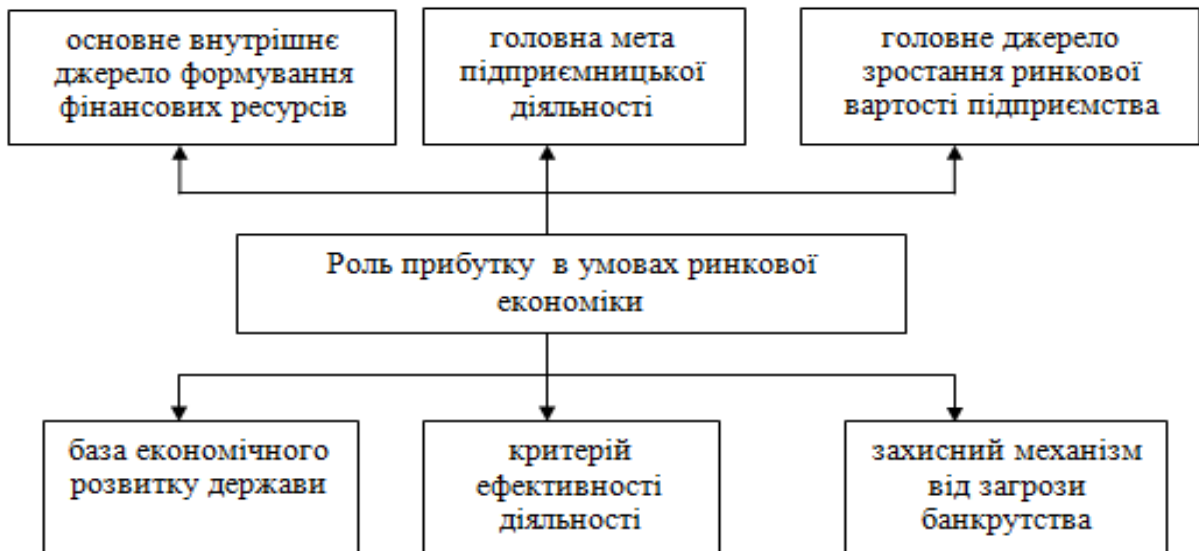 основне внутрішнє
джерело формування
фінансових ресурсів
головна мета
підприємницької
діяльності
головне джерело
зростання ринкової
вартості підприємства
Роль прибутку в умовах ринкової
економіки
база економічного
розвитку держави
критерій
ефективності
діяльності
захисний механізм
від загрози
банкрутства